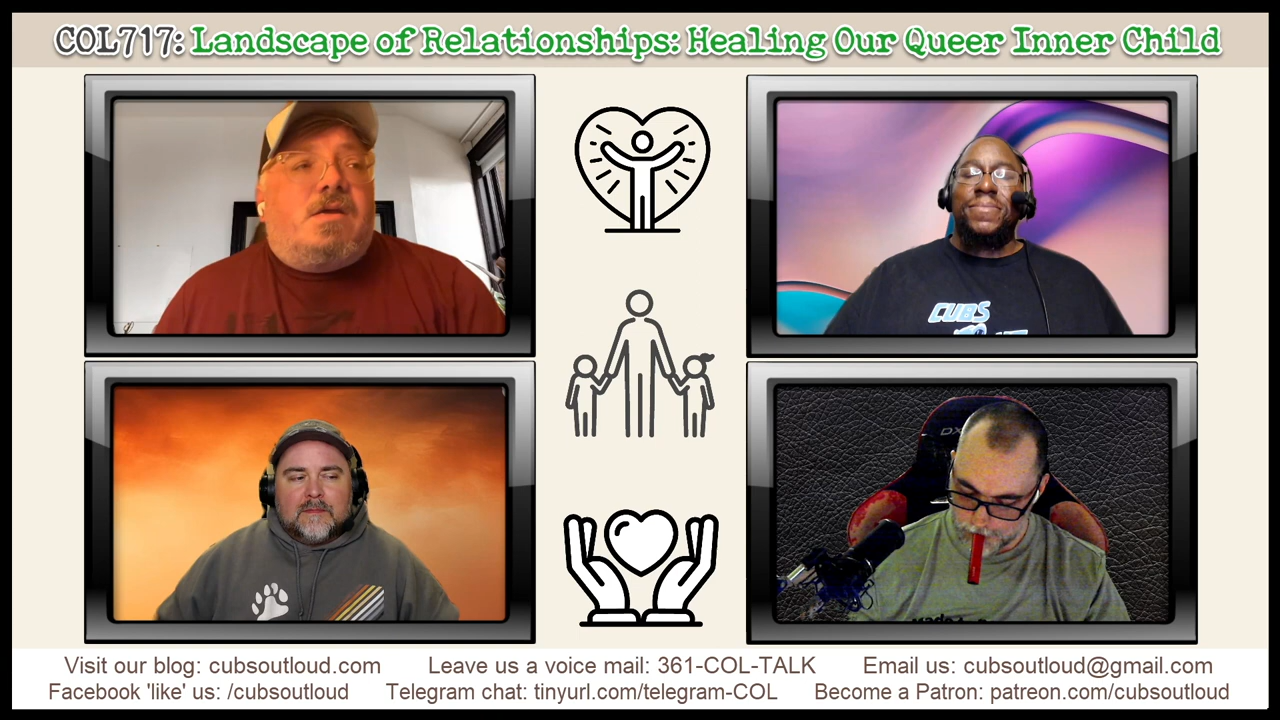 COL717: Landscape of Relationships: Healing Our Queer Inner Child
CUBS
DX
Visit our blog: cubsoutloud.com Leave us a voice mail: 361-COL-TALK Email us: cubsoutloud@gmail.com
Facebook 'like' us: /cubsoutloud Telegram chat: tinyurl.com/telegram-COL Become a Patron: patreon.com/cubsoutloud